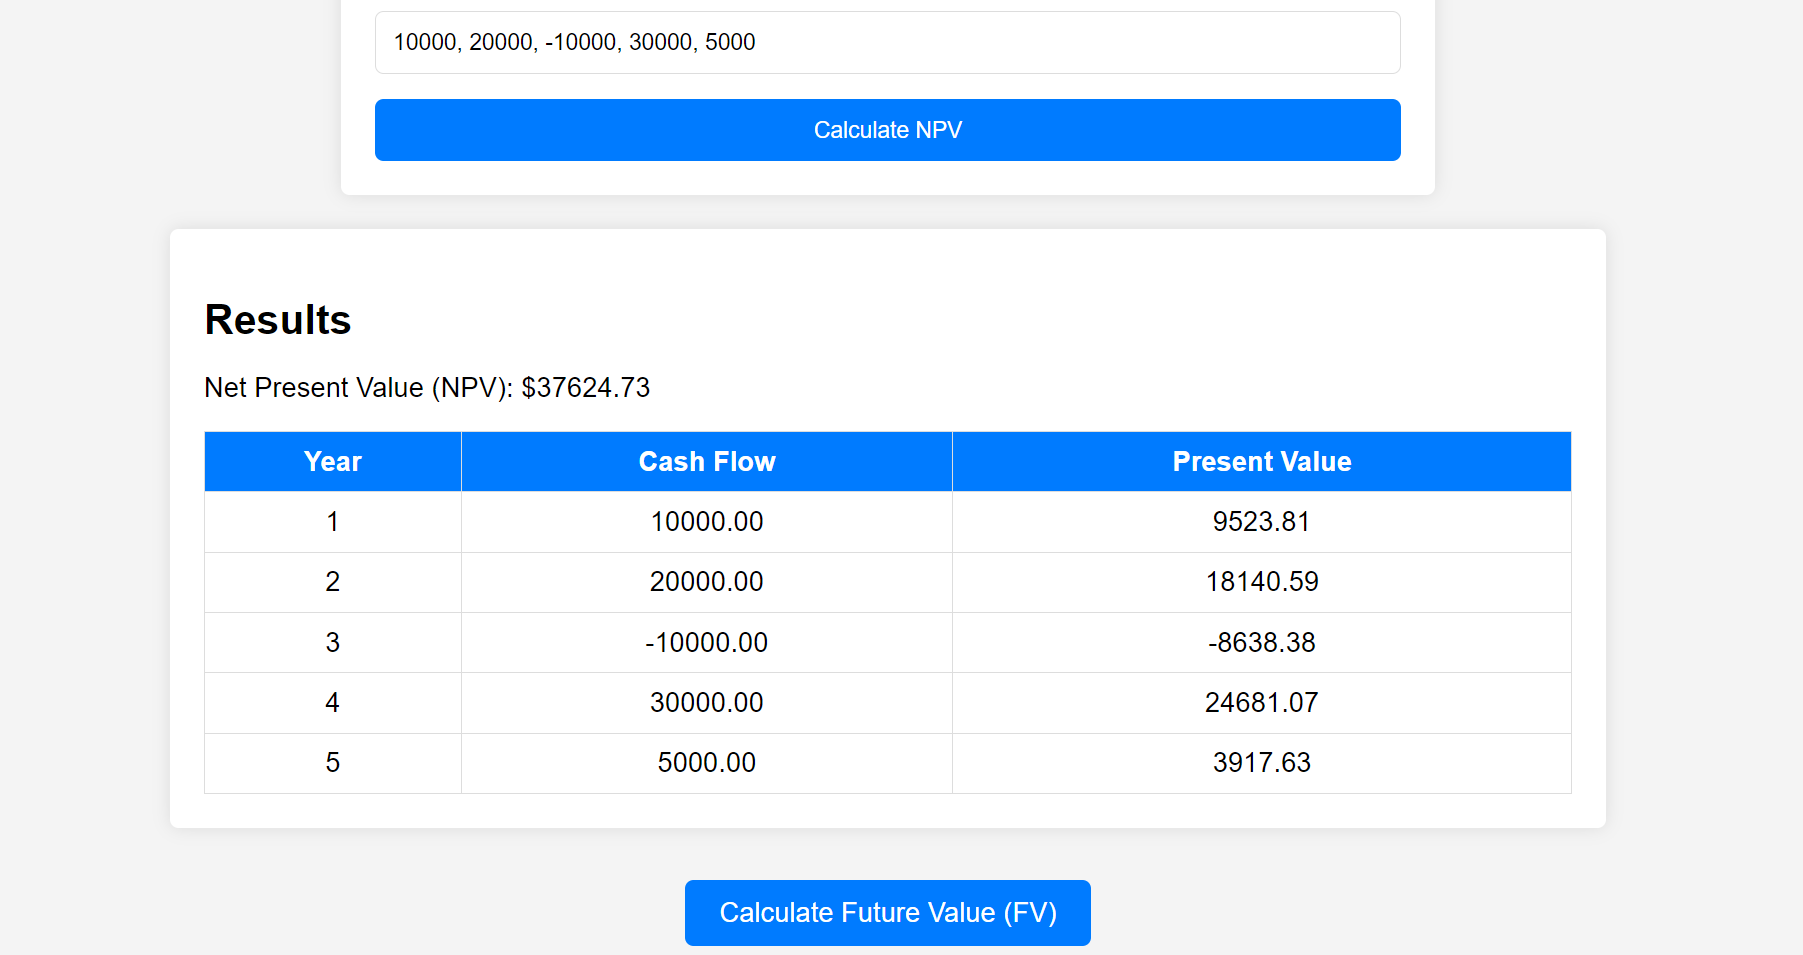 10000, 20000, -10000, 30000, 5000
Calculate NPV
Results
Net Present Value (NPV): $37624.73
Year Cash Flow Present Value
1 10000.00 9523.81
2 20000.00 18140.59
3 -10000.00 -8638.38
4 30000.00 24681.07
5 5000.00 3917.63
Calculate Future Value (FV)